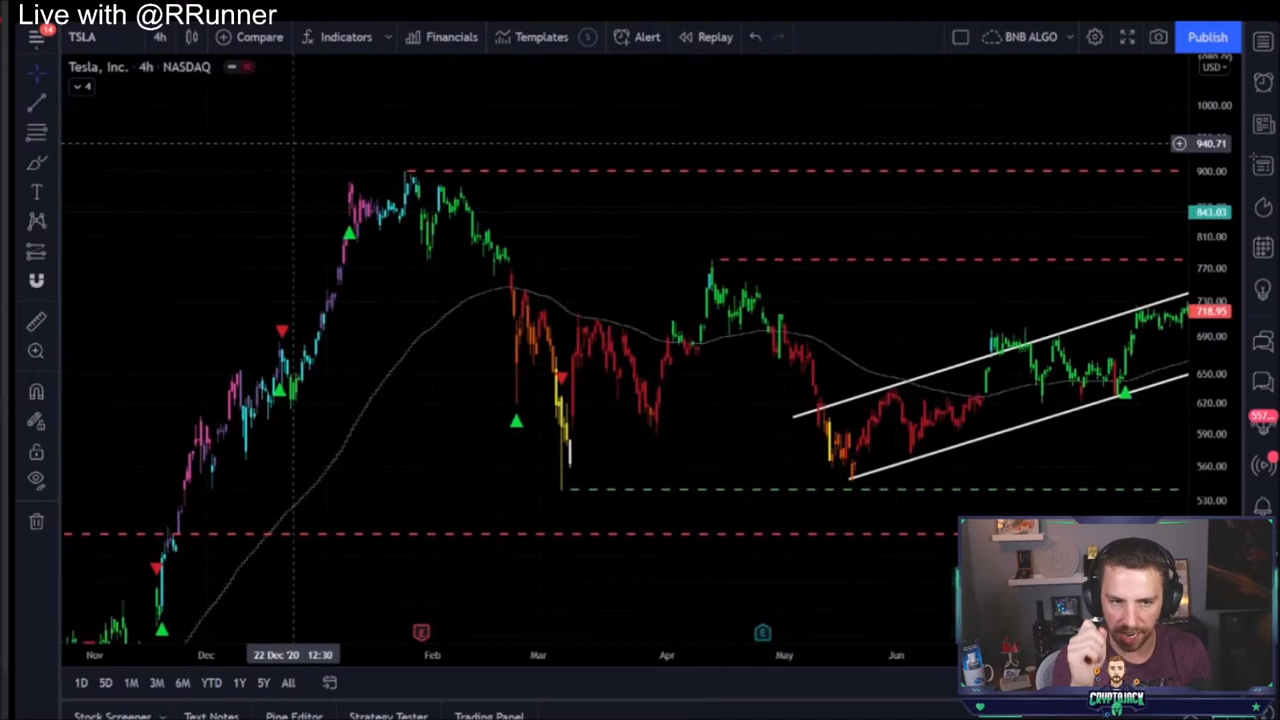 Live with @RRunner
14
TSLA 4h Compare Indicators Financials Templates Alert Replay BNB ALGO Publish
Tesla, Inc. · 4h · NASDAQ
USD
4
1000.00
940.71
900.00
843.03
810.00
770.00
730.00
718.95
690.00
650.00
620.00
590.00
560.00
530.00
557...
E E
Nov Dec 22 Dec '20 12:30 Feb Mar Apr May Jun
1D 5D 1M 3M 6M YTD 1Y 5Y All
CRYPTOJACK
Stock Screener Text Notes Pine Editor Strategy Tester Trading Panel